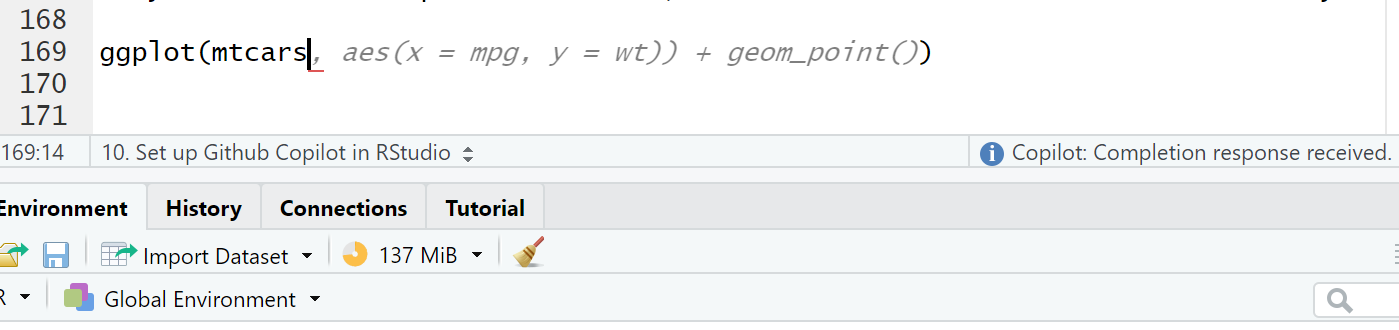 168
169 ggplot(mtcars, aes(x = mpg, y = wt)) + geom_point())
170
171
169:14 10. Set up Github Copilot in RStudio Copilot: Completion response received.
Environment History Connections Tutorial
Import Dataset 137 MiB
R Global Environment